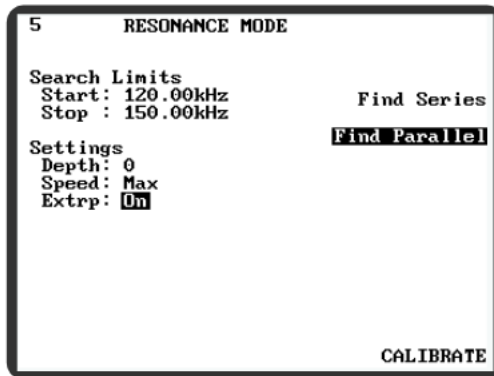 5 RESONANCE MODE
Search Limits
Start: 120.00kHz
Stop : 150.00kHz
Find Series
Find Parallel
Settings
Depth: 0
Speed: Max
Extrp: On
CALIBRATE